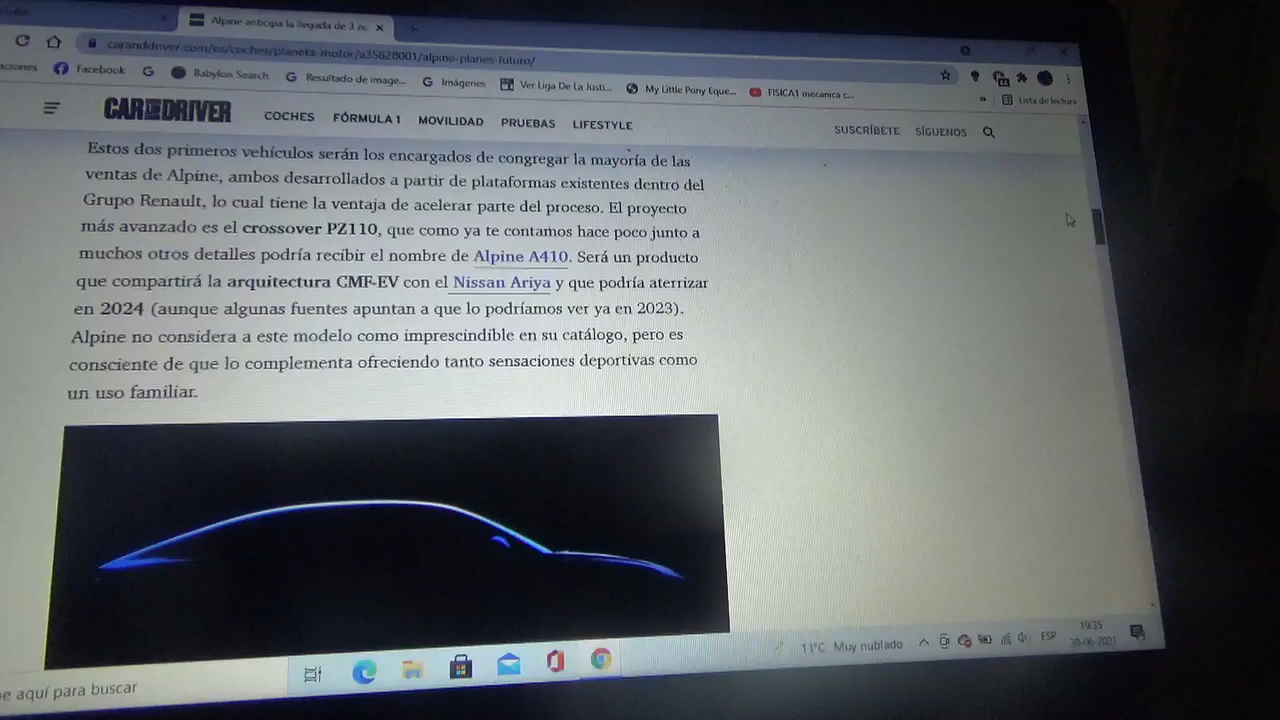 Alpine anticipa la llegada de 3 nu
caranddriver.com/es/coches/planeta-motor/a35828001/alpine-planes-futuro/
aciones
Facebook
Babylon Search
Resultado de image...
Imágenes
Ver Liga De La Justi...
My Little Pony Eque...
FISICA1 mecanica c...
»
Lista de lectura
CAR AND DRIVER
COCHES
FÓRMULA 1
MOVILIDAD
PRUEBAS
LIFESTYLE
SUSCRÍBETE
SÍGUENOS
Estos dos primeros vehículos serán los encargados de congregar la mayoría de las
ventas de Alpine, ambos desarrollados a partir de plataformas existentes dentro del
Grupo Renault, lo cual tiene la ventaja de acelerar parte del proceso. El proyecto
más avanzado es el crossover PZ110, que como ya te contamos hace poco junto a
muchos otros detalles podría recibir el nombre de Alpine A410. Será un producto
que compartirá la arquitectura CMF-EV con el Nissan Ariya y que podría aterrizar
en 2024 (aunque algunas fuentes apuntan a que lo podríamos ver ya en 2023).
Alpine no considera a este modelo como imprescindible en su catálogo, pero es
consciente de que lo complementa ofreciendo tanto sensaciones deportivas como
un uso familiar.
e aquí para buscar
11°C Muy nublado
ESP
19:35
30-06-2021